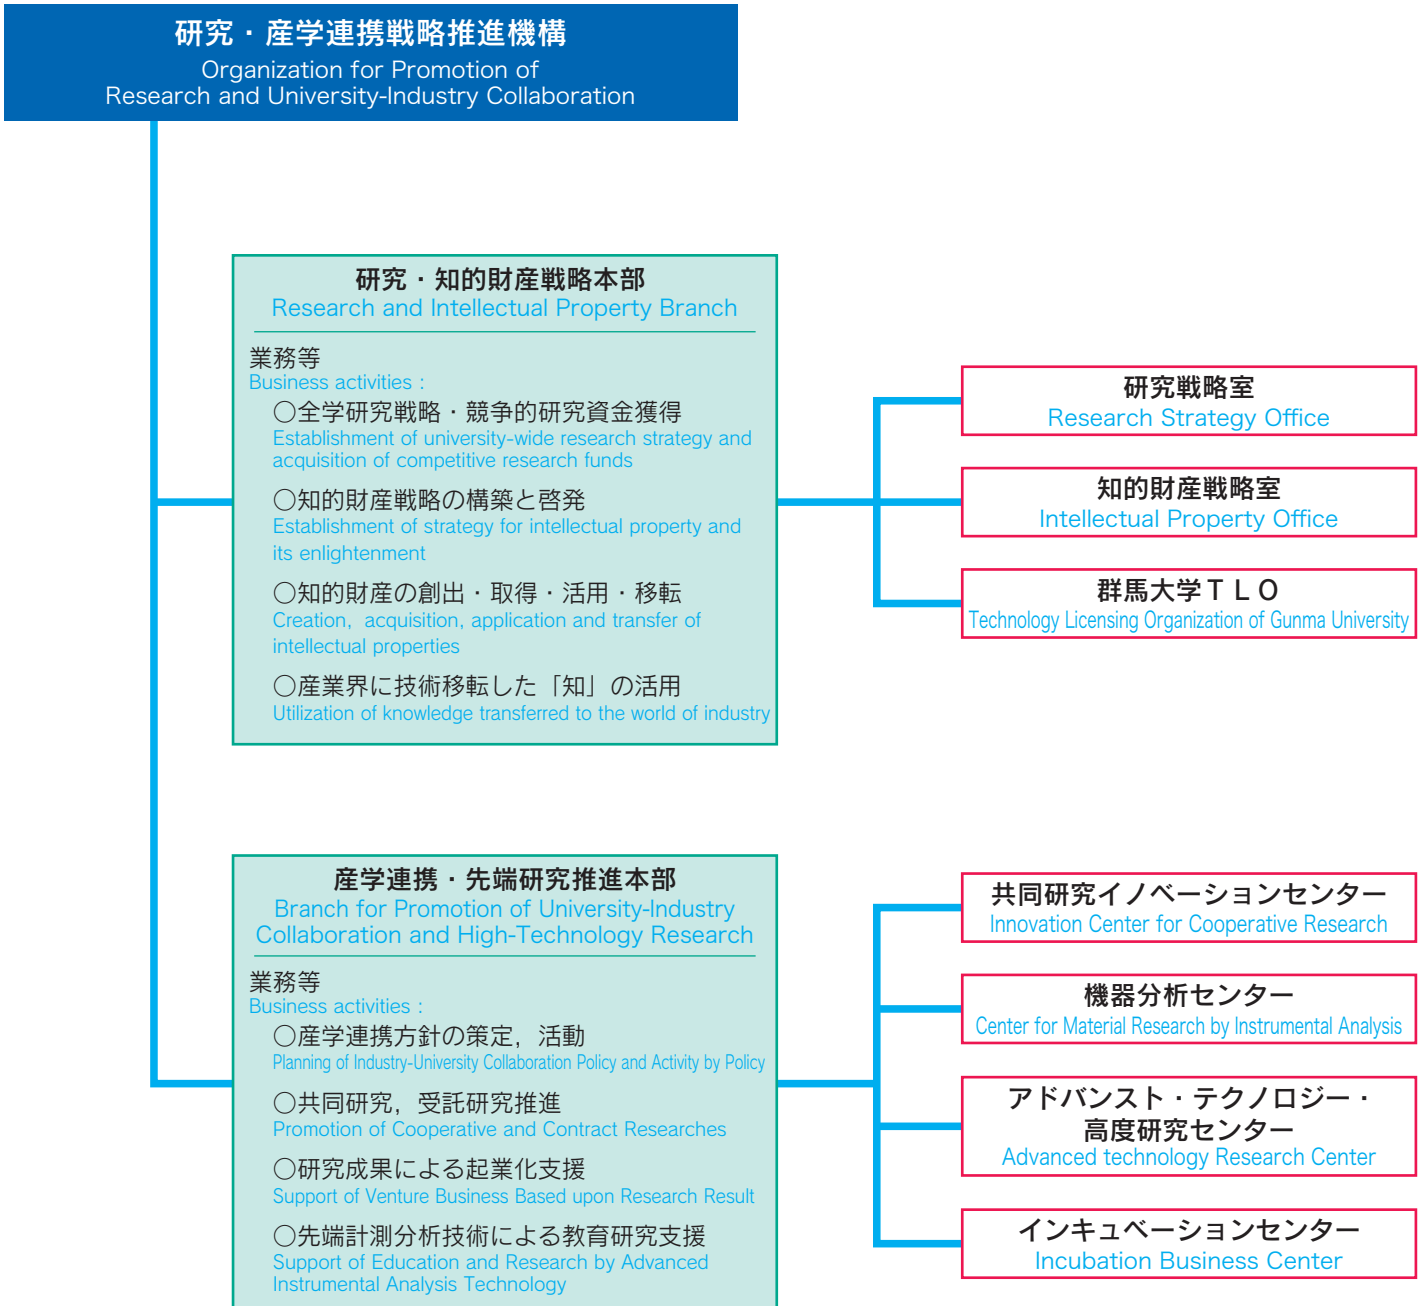 研究・産学連携戦略推進機構
Organization for Promotion of
Research and University-Industry Collaboration
研究・知的財産戦略本部
Research and Intellectual Property Branch
業務等
Business activities :
○全学研究戦略・競争的研究資金獲得
Establishment of university-wide research strategy and
acquisition of competitive research funds
○知的財産戦略の構築と啓発
Establishment of strategy for intellectual property and
its enlightenment
○知的財産の創出・取得・活用・移転
Creation, acquisition, application and transfer of
intellectual properties
○産業界に技術移転した「知」の活用
Utilization of knowledge transferred to the world of industry
研究戦略室
Research Strategy Office
知的財産戦略室
Intellectual Property Office
群馬大学ＴＬＯ
Technology Licensing Organization of Gunma University
産学連携・先端研究推進本部
Branch for Promotion of University-Industry
Collaboration and High-Technology Research
業務等
Business activities :
○産学連携方針の策定，活動
Planning of Industry-University Collaboration Policy and Activity by Policy
○共同研究，受託研究推進
Promotion of Cooperative and Contract Researches
○研究成果による起業化支援
Support of Venture Business Based upon Research Result
○先端計測分析技術による教育研究支援
Support of Education and Research by Advanced
Instrumental Analysis Technology
共同研究イノベーションセンター
Innovation Center for Cooperative Research
機器分析センター
Center for Material Research by Instrumental Analysis
アドバンスト・テクノロジー・
高度研究センター
Advanced technology Research Center
インキュベーションセンター
Incubation Business Center